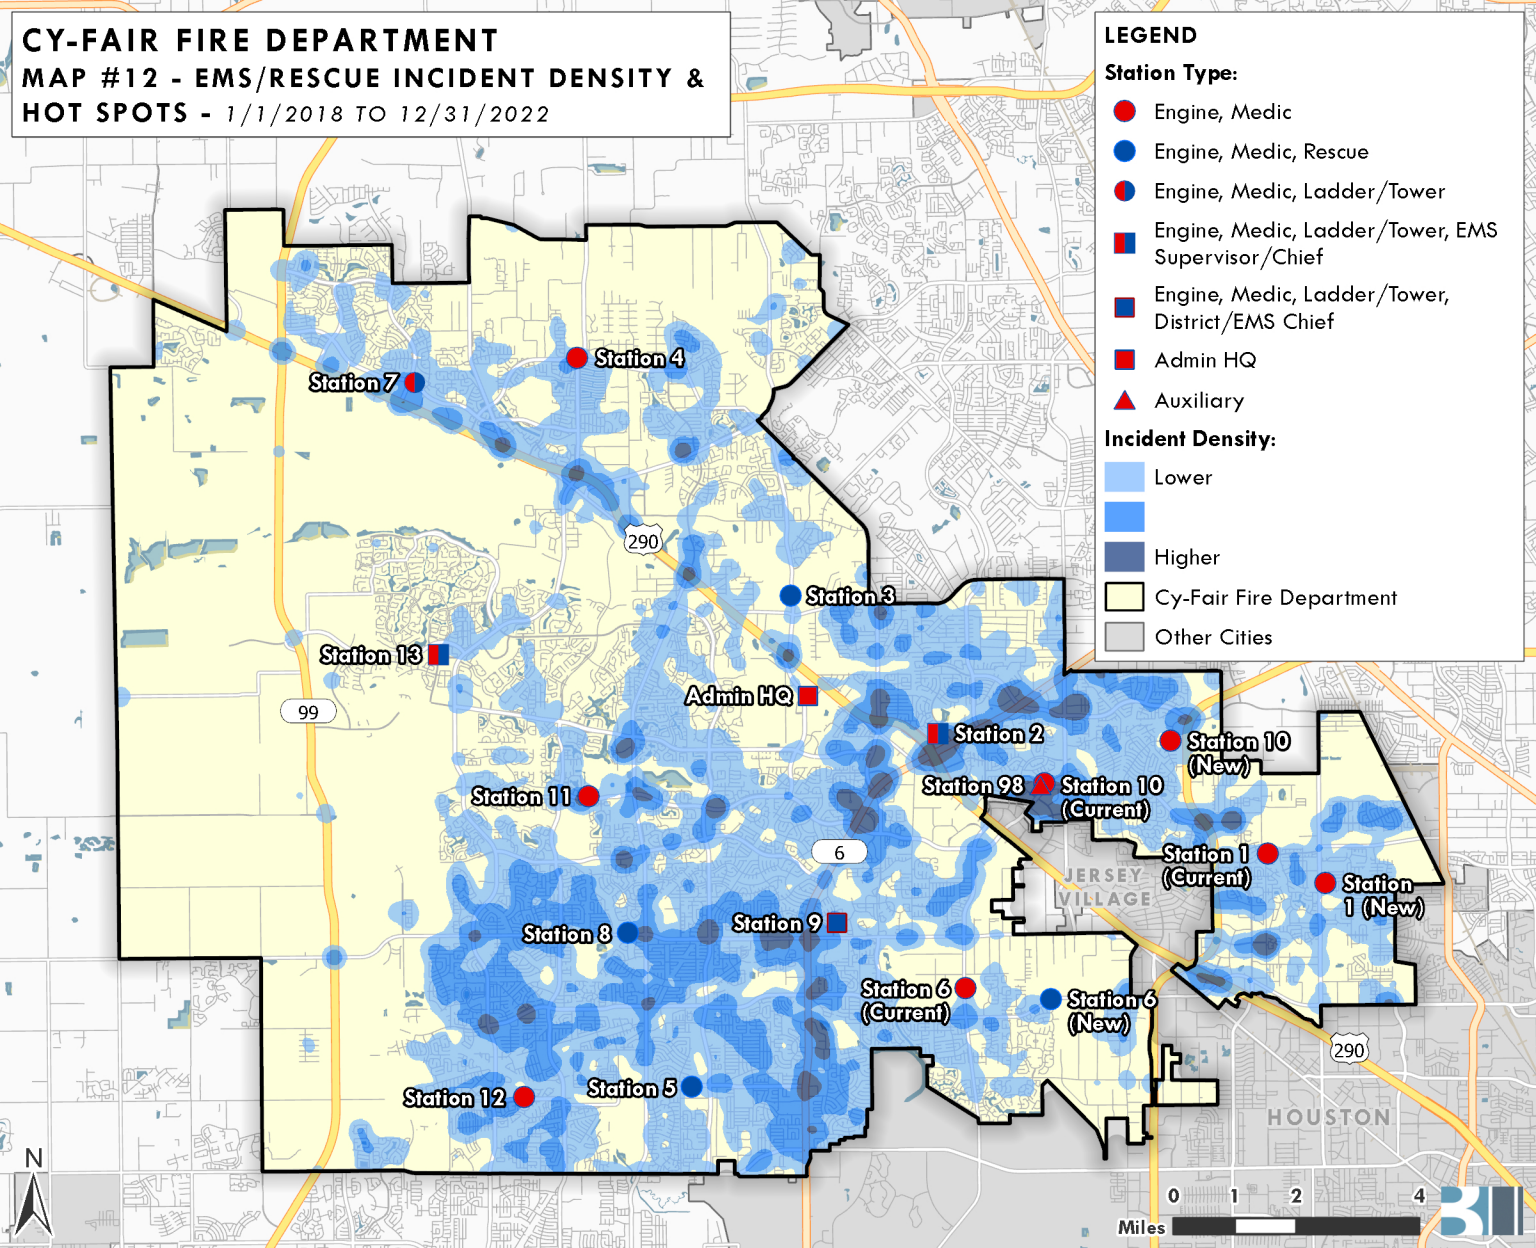 CY-FAIR FIRE DEPARTMENT
MAP #12 - EMS/RESCUE INCIDENT DENSITY &
HOT SPOTS - 1/1/2018 TO 12/31/2022
LEGEND
Station Type:
Engine, Medic
Engine, Medic, Rescue
Engine, Medic, Ladder/Tower
Engine, Medic, Ladder/Tower, EMS
Supervisor/Chief
Engine, Medic, Ladder/Tower,
District/EMS Chief
Admin HQ
Auxiliary
Incident Density:
Lower
Higher
Cy-Fair Fire Department
Other Cities
Station 4
Station 7
290
Station 3
Station 13
Admin HQ
99
Station 2
Station 10
(New)
Station 98
Station 10
(Current)
Station 11
6
Station 1
(Current)
JERSEY
VILLAGE
Station
1 (New)
Station 9
Station 8
Station 6
(Current)
Station 6
(New)
290
Station 5
Station 12
HOUSTON
N
0 1 2 4
Miles